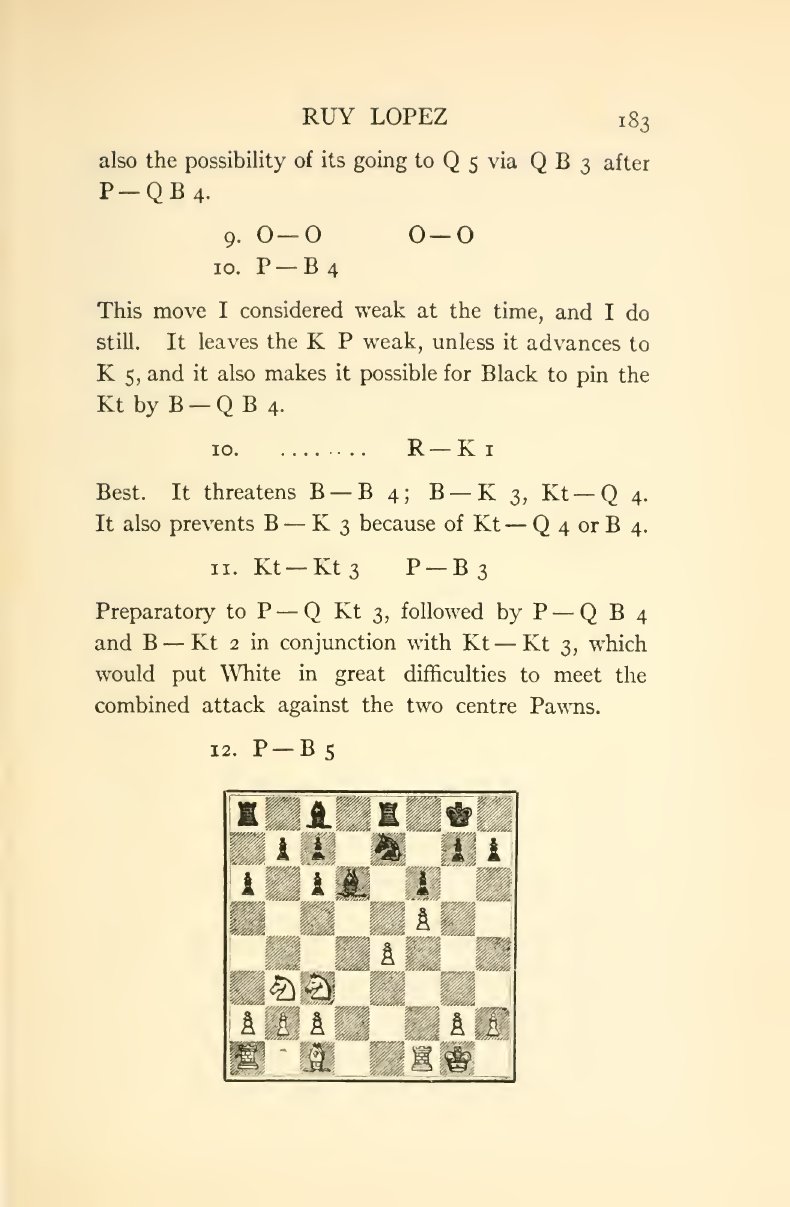 RUY LOPEZ 183
also the possibility of its going to Q 5 via Q B 3 after
P — Q B 4.
9. O — O O — O
10. P — B 4
This move I considered weak at the time, and I do
still. It leaves the K P weak, unless it advances to
K 5, and it also makes it possible for Black to pin the
Kt by B — Q B 4.
10. ........ R — K 1
Best. It threatens B — B 4; B — K 3, Kt — Q 4.
It also prevents B — K 3 because of Kt — Q 4 or B 4.
11. Kt — Kt 3 P — B 3
Preparatory to P — Q Kt 3, followed by P — Q B 4
and B — Kt 2 in conjunction with Kt — Kt 3, which
would put White in great difficulties to meet the
combined attack against the two centre Pawns.
12. P — B 5